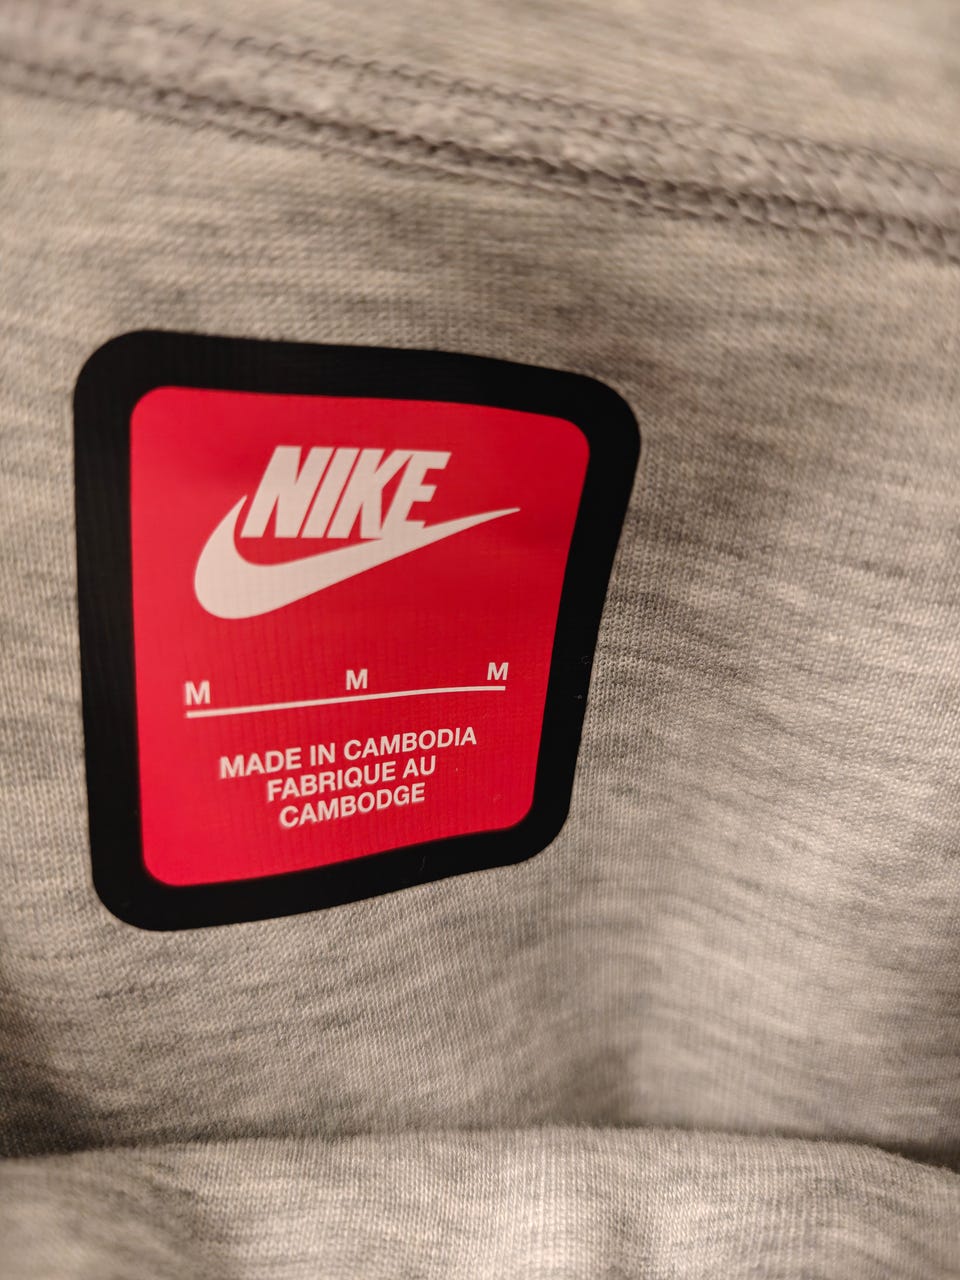 NIKE
M M M
MADE IN CAMBODIA
FABRIQUE AU
CAMBODGE